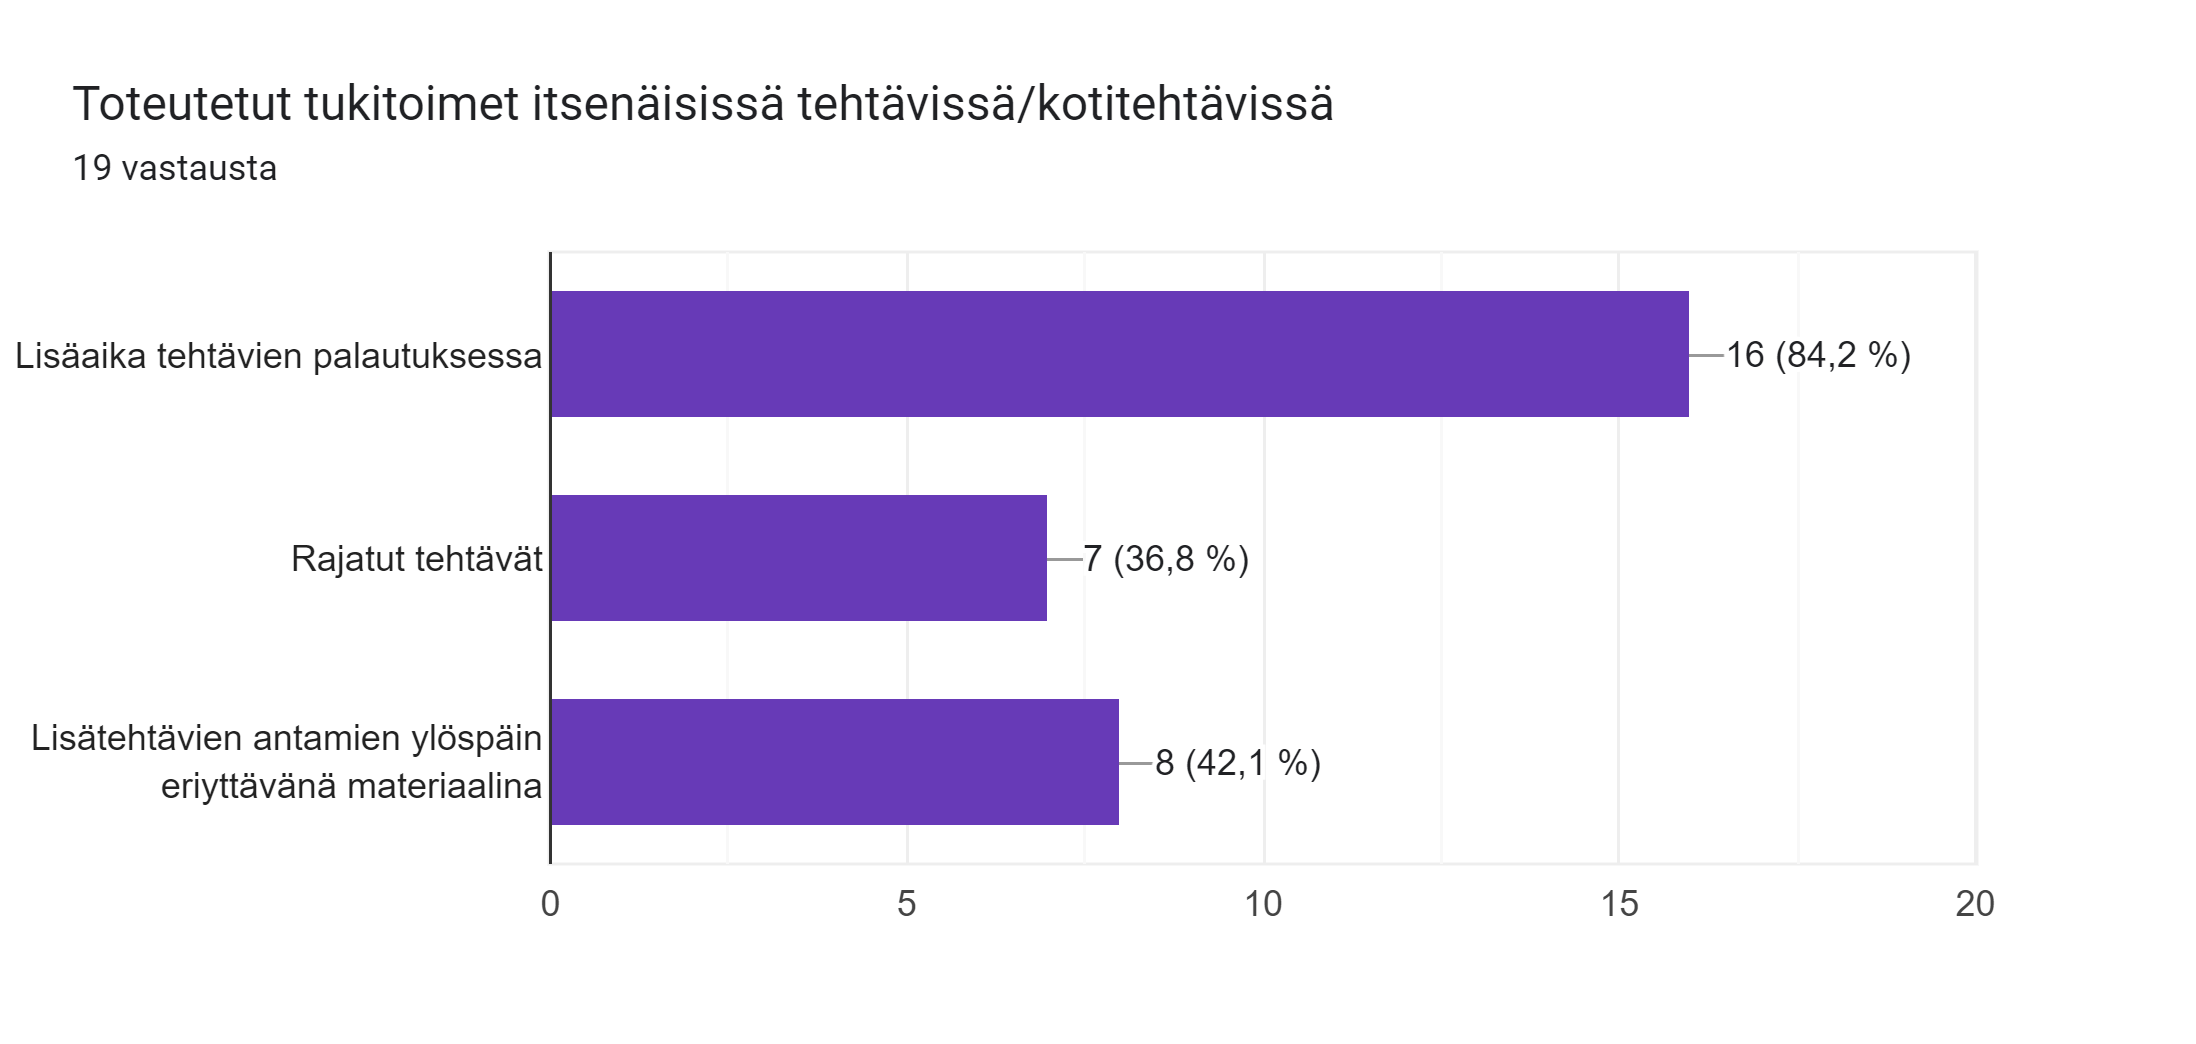 Toteutetut tukitoimet itsenäisissä tehtävissä/kotitehtävissä
19 vastausta
Lisäaika tehtävien palautuksessa
16 (84,2 %)
Rajatut tehtävät
7 (36,8 %)
Lisätehtävien antamien ylöspäin
eriyttävänä materiaalina
8 (42,1 %)
0 5 10 15 20